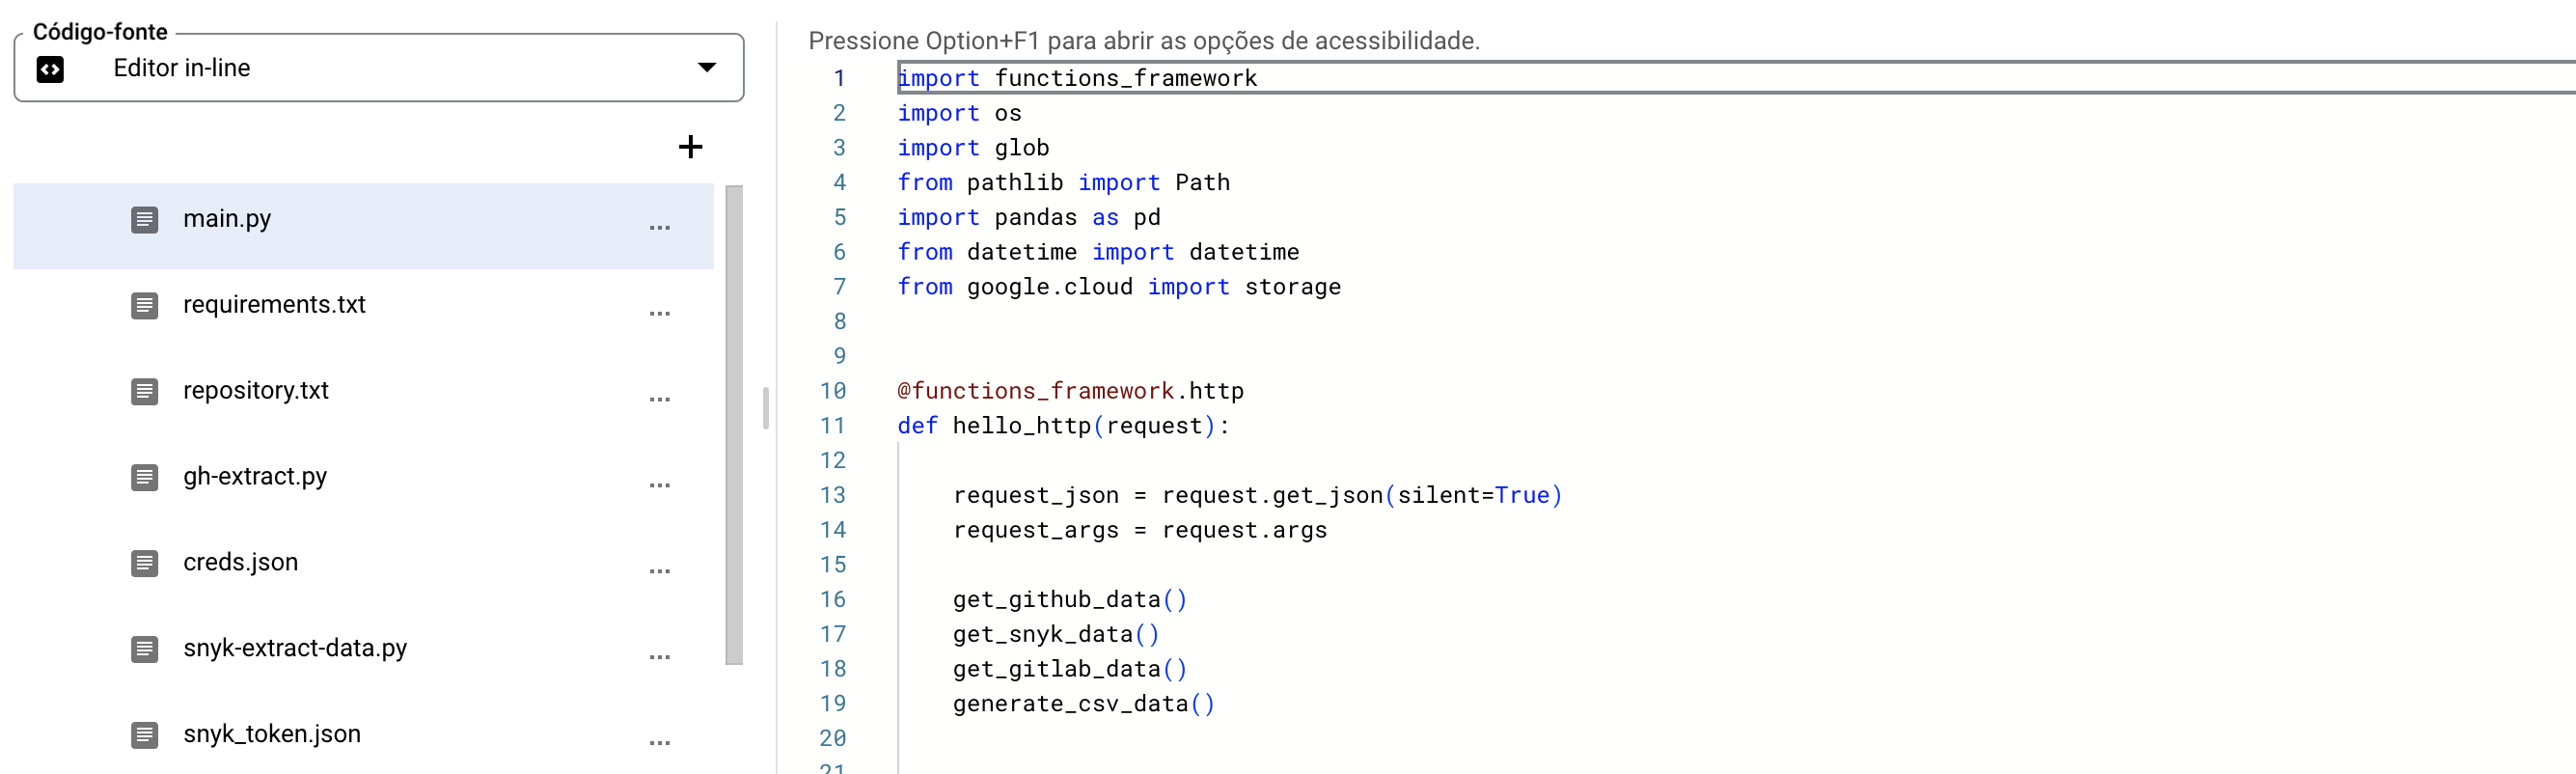 Código-fonte
Editor in-line
+
main.py ...
requirements.txt ...
repository.txt ...
gh-extract.py ...
creds.json ...
snyk-extract-data.py ...
snyk_token.json ...
Pressione Option+F1 para abrir as opções de acessibilidade.
1 import functions_framework
2 import os
3 import glob
4 from pathlib import Path
5 import pandas as pd
6 from datetime import datetime
7 from google.cloud import storage
8
9
10 @functions_framework.http
11 def hello_http(request):
12
13     request_json = request.get_json(silent=True)
14     request_args = request.args
15
16     get_github_data()
17     get_snyk_data()
18     get_gitlab_data()
19     generate_csv_data()
20
21